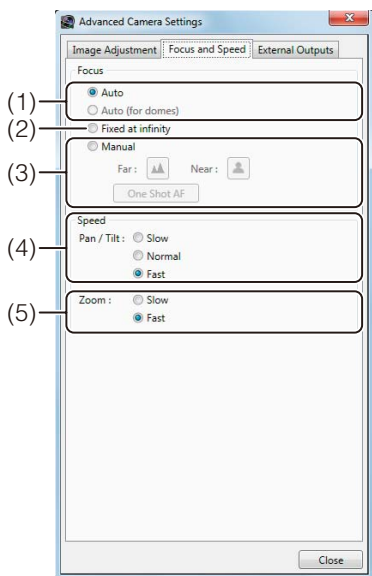 Advanced Camera Settings
Image Adjustment Focus and Speed External Outputs
Focus
(1) Auto
Auto (for domes)
(2) Fixed at infinity
(3) Manual
Far : Near :
One Shot AF
Speed
(4) Pan / Tilt : Slow
Normal
Fast
(5) Zoom : Slow
Fast
Close